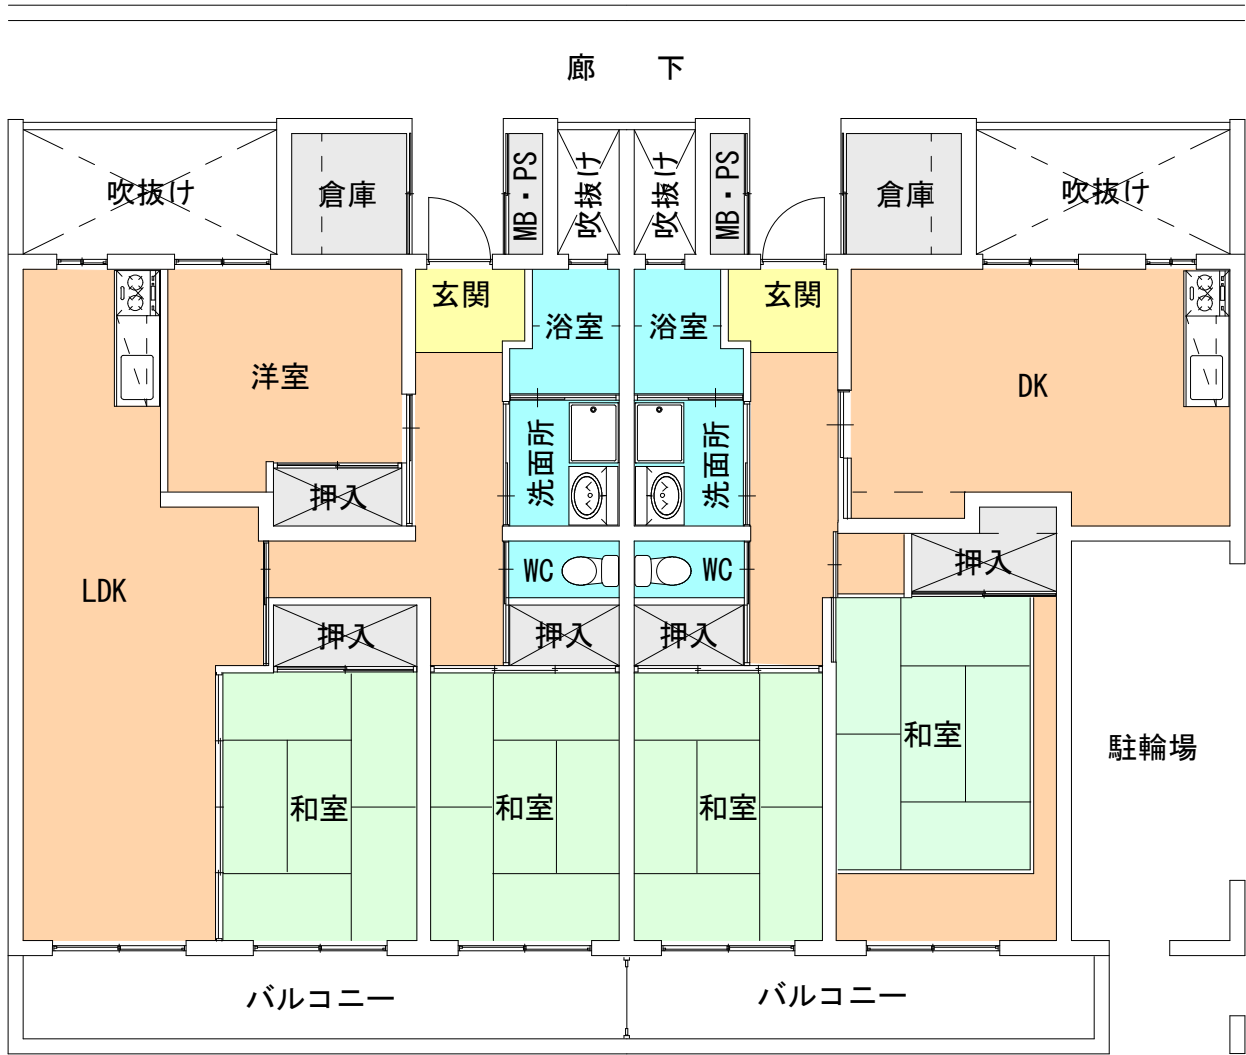 廊 下
吹抜け
倉庫
MB・PS
吹抜け
吹抜け
MB・PS
倉庫
吹抜け
玄関
浴室
浴室
玄関
洋室
DK
洗面所
洗面所
押入
押入
WC
WC
LDK
押入
押入
押入
和室
駐輪場
和室
和室
和室
バルコニー
バルコニー